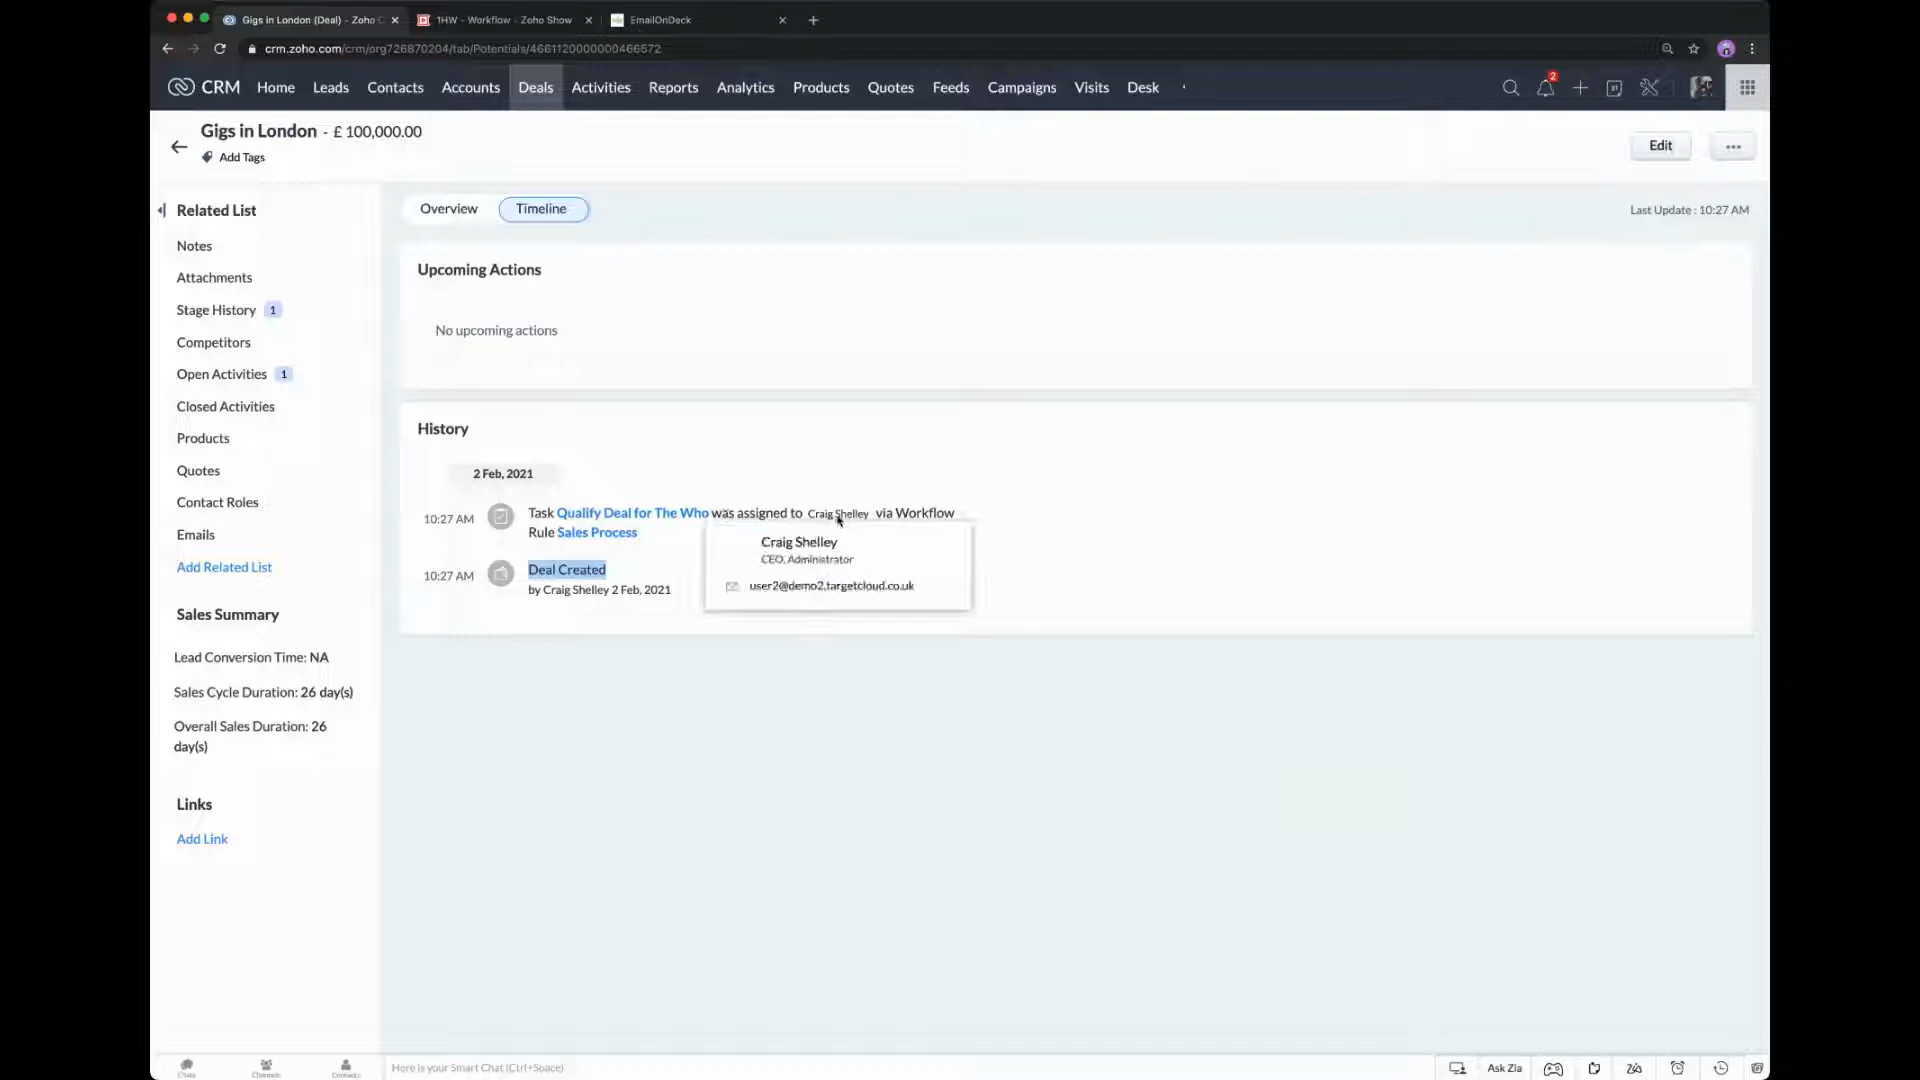 Gigs in London (Deal) - Zoho C
1HW - Workflow - Zoho Show
EmailOnDeck
crm.zoho.com/crm/org726870204/tab/Potentials/4661120000000466572
CRM Home Leads Contacts Accounts Deals Activities Reports Analytics Products Quotes Feeds Campaigns Visits Desk
2
Gigs in London - £ 100,000.00
Add Tags
Edit
Related List
Notes
Attachments
Stage History 1
Competitors
Open Activities 1
Closed Activities
Products
Quotes
Contact Roles
Emails
Add Related List
Sales Summary
Lead Conversion Time: NA
Sales Cycle Duration: 26 day(s)
Overall Sales Duration: 26
day(s)
Links
Add Link
Overview Timeline
Last Update : 10:27 AM
Upcoming Actions
No upcoming actions
History
2 Feb, 2021
10:27 AM
Task Qualify Deal for The Who was assigned to Craig Shelley via Workflow
Rule Sales Process
10:27 AM
Deal Created
by Craig Shelley 2 Feb, 2021
Craig Shelley
CEO, Administrator
user2@demo2.targetcloud.co.uk
Chats Channels Contacts
Here is your Smart Chat (Ctrl+Space)
Ask Zia